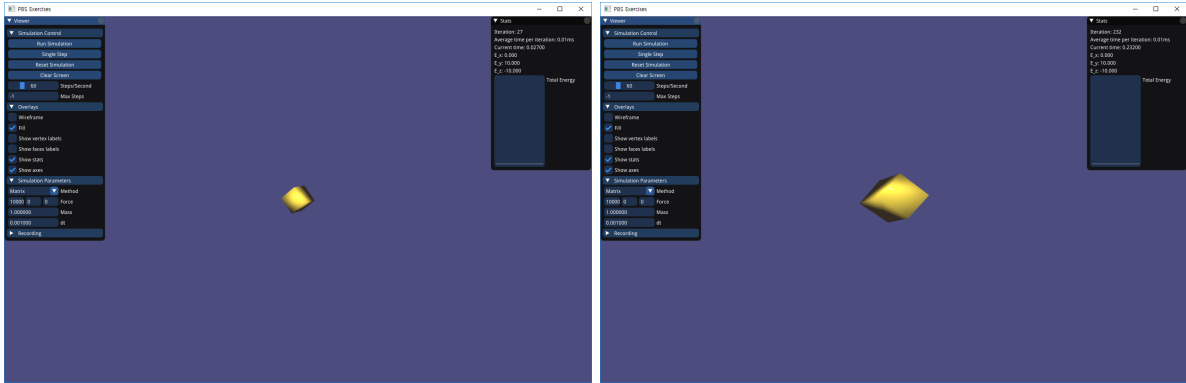 PBS Exercises
Viewer
Simulation Control
Run Simulation
Single Step
Reset Simulation
Clear Screen
60 Steps/Second
-1 Max Steps
Overlays
Wireframe
Fill
Show vertex labels
Show faces labels
Show stats
Show axes
Simulation Parameters
Matrix Method
10000 0 0 Force
1.000000 Mass
0.001000 dt
Recording
Stats
Iteration: 27
Average time per iteration: 0.01ms
Current time: 0.02700
E_x: 0.000
E_y: 10.000
E_z: -10.000
Total Energy
PBS Exercises
Viewer
Simulation Control
Run Simulation
Single Step
Reset Simulation
Clear Screen
60 Steps/Second
-1 Max Steps
Overlays
Wireframe
Fill
Show vertex labels
Show faces labels
Show stats
Show axes
Simulation Parameters
Matrix Method
10000 0 0 Force
1.000000 Mass
0.001000 dt
Recording
Stats
Iteration: 232
Average time per iteration: 0.01ms
Current time: 0.23200
E_x: 0.000
E_y: 10.000
E_z: -10.000
Total Energy